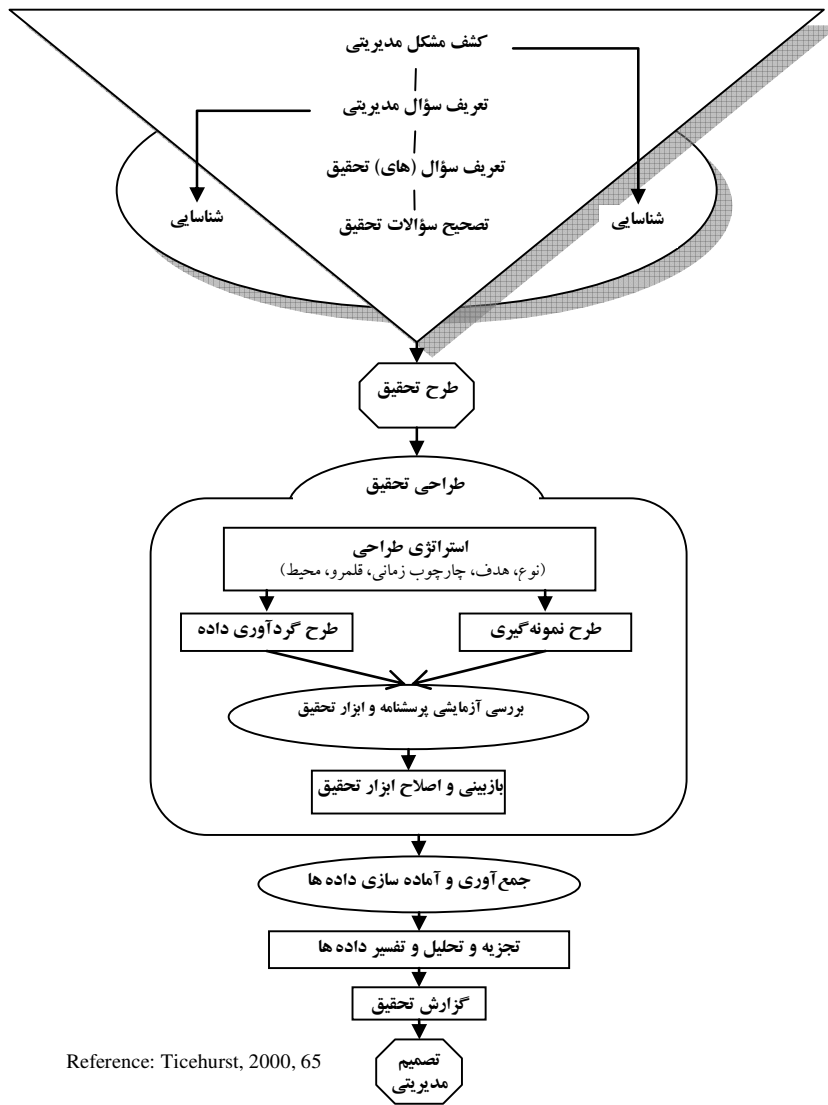 کشف مشکل مدیریتی
تعریف سؤال مدیریتی
تعریف سؤال (های) تحقیق
تصحیح سؤالات تحقیق
شناسایی
شناسایی
طرح تحقیق
طراحی تحقیق
استراتژی طراحی
(نوع، هدف، چارچوب زمانی، قلمرو، محیط)
طرح نمونه‌گیری
طرح گردآوری داده
بررسی آزمایشی پرسشنامه و ابزار تحقیق
بازبینی و اصلاح ابزار تحقیق
جمع‌آوری و آماده سازی داده ها
تجزیه و تحلیل و تفسیر داده ها
گزارش تحقیق
تصمیم
مدیریتی
Reference: Ticehurst, 2000, 65